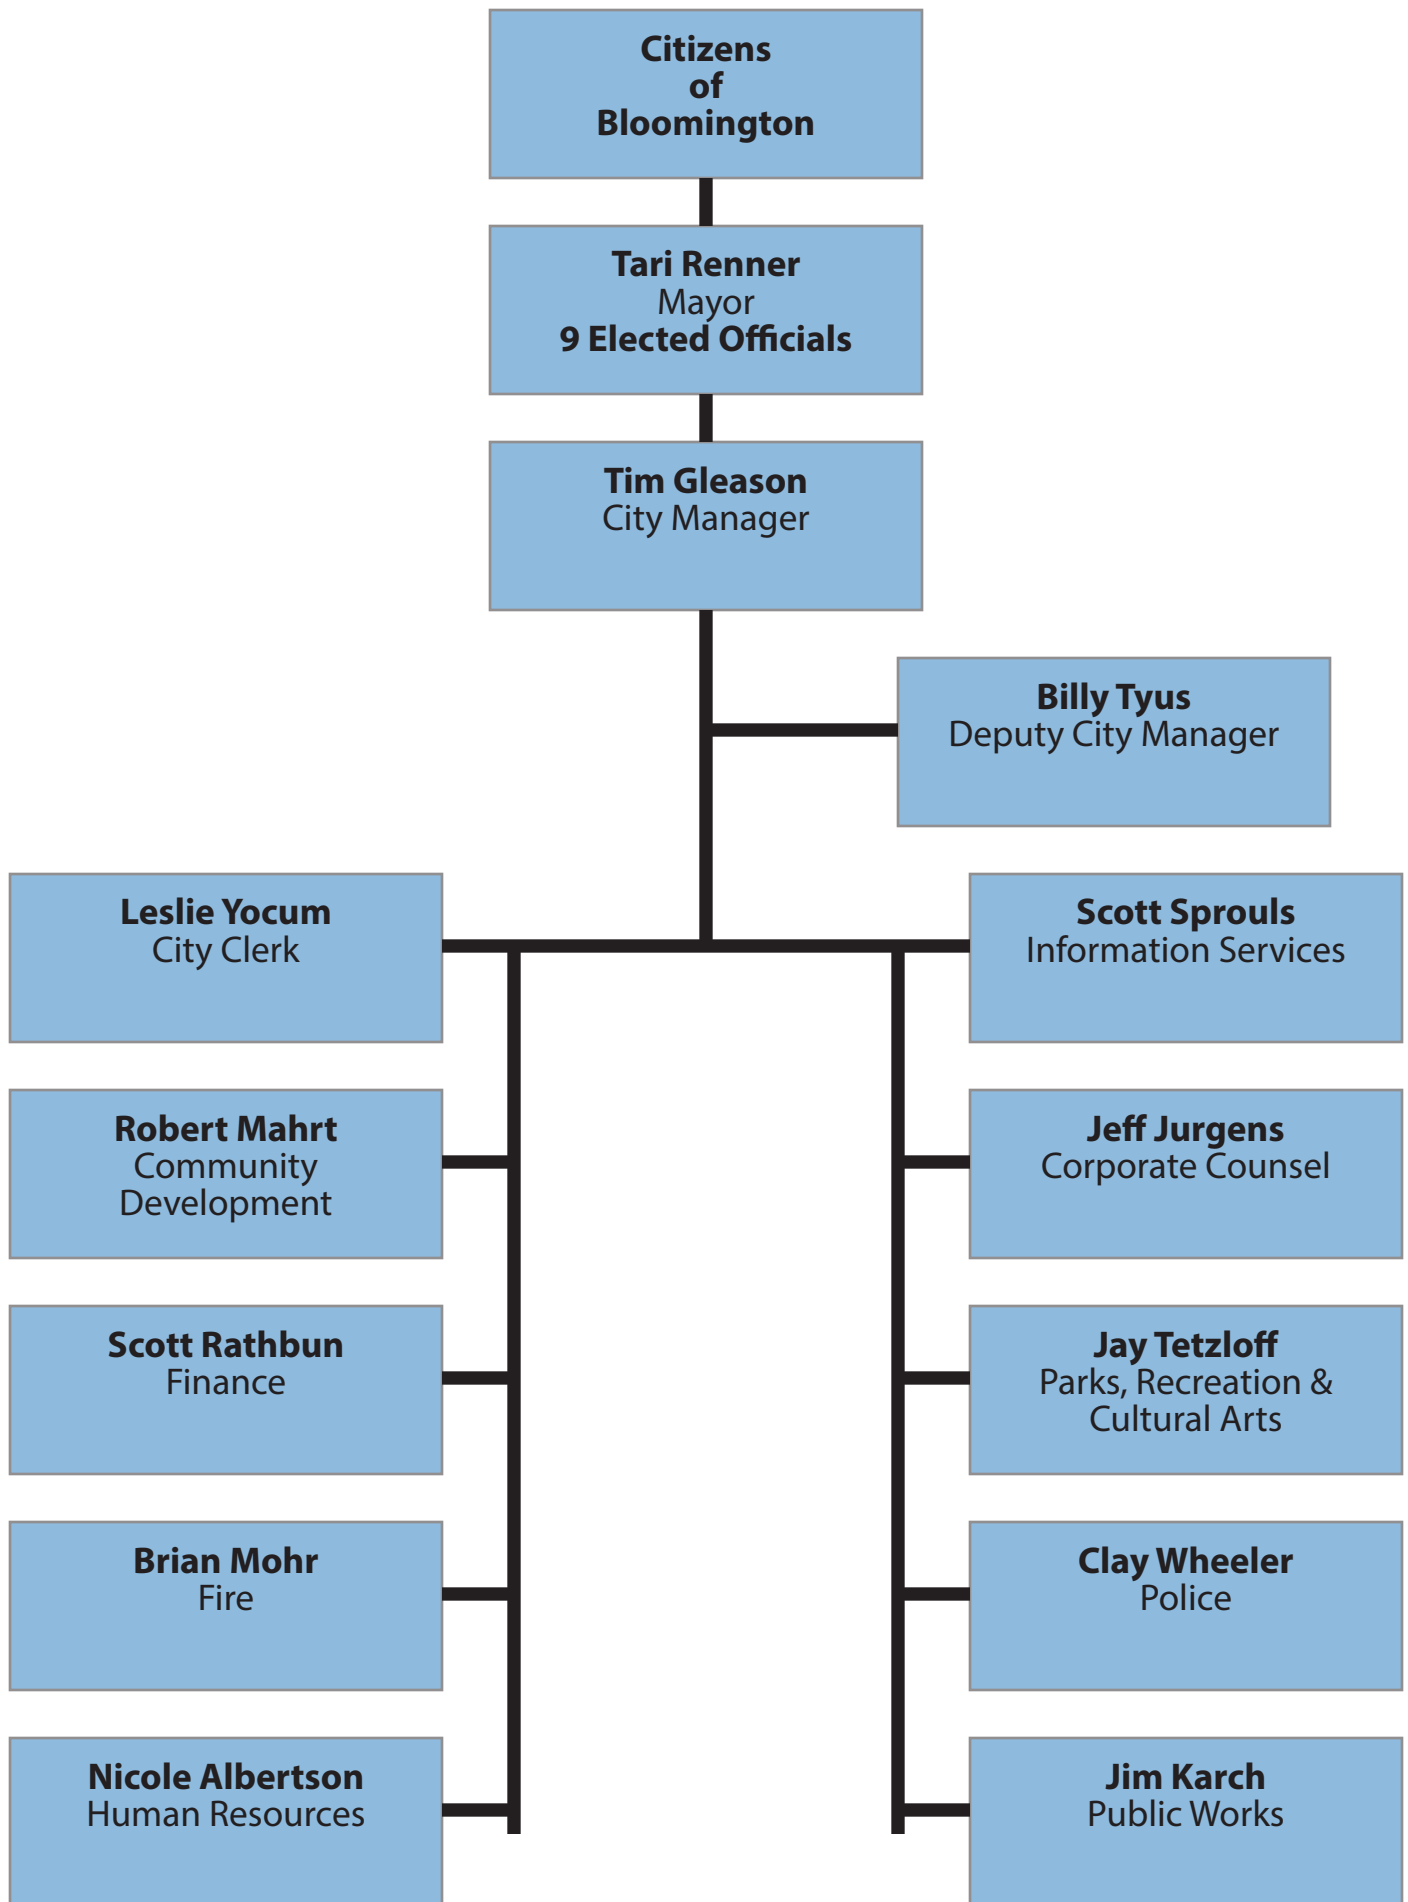 Citizens
of
Bloomington
Tari Renner
Mayor
9 Elected Officials
Tim Gleason
City Manager
Billy Tyus
Deputy City Manager
Leslie Yocum
City Clerk
Scott Sprouls
Information Services
Robert Mahrt
Community
Development
Jeff Jurgens
Corporate Counsel
Scott Rathbun
Finance
Jay Tetzloff
Parks, Recreation &
Cultural Arts
Brian Mohr
Fire
Clay Wheeler
Police
Nicole Albertson
Human Resources
Jim Karch
Public Works